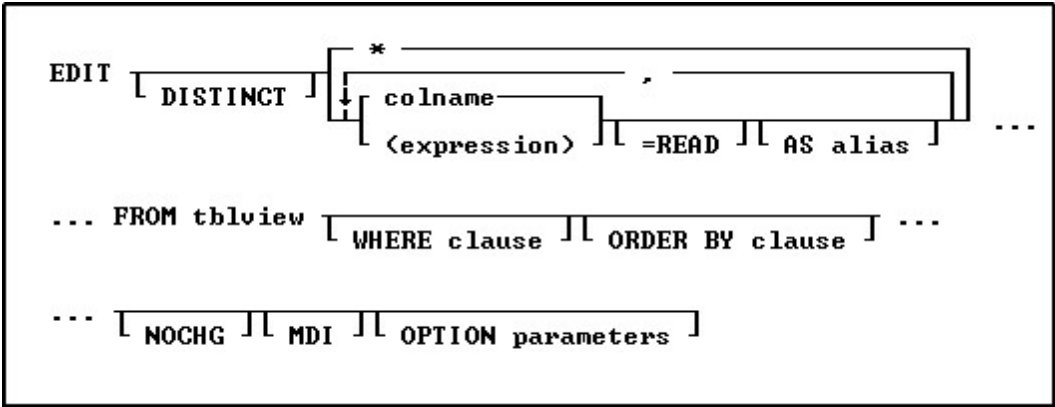 *
EDIT
,
DISTINCT
colname
(expression)
=READ
AS alias
...
... FROM tblview
WHERE clause
ORDER BY clause
...
...
NOCHG
MDI
OPTION parameters